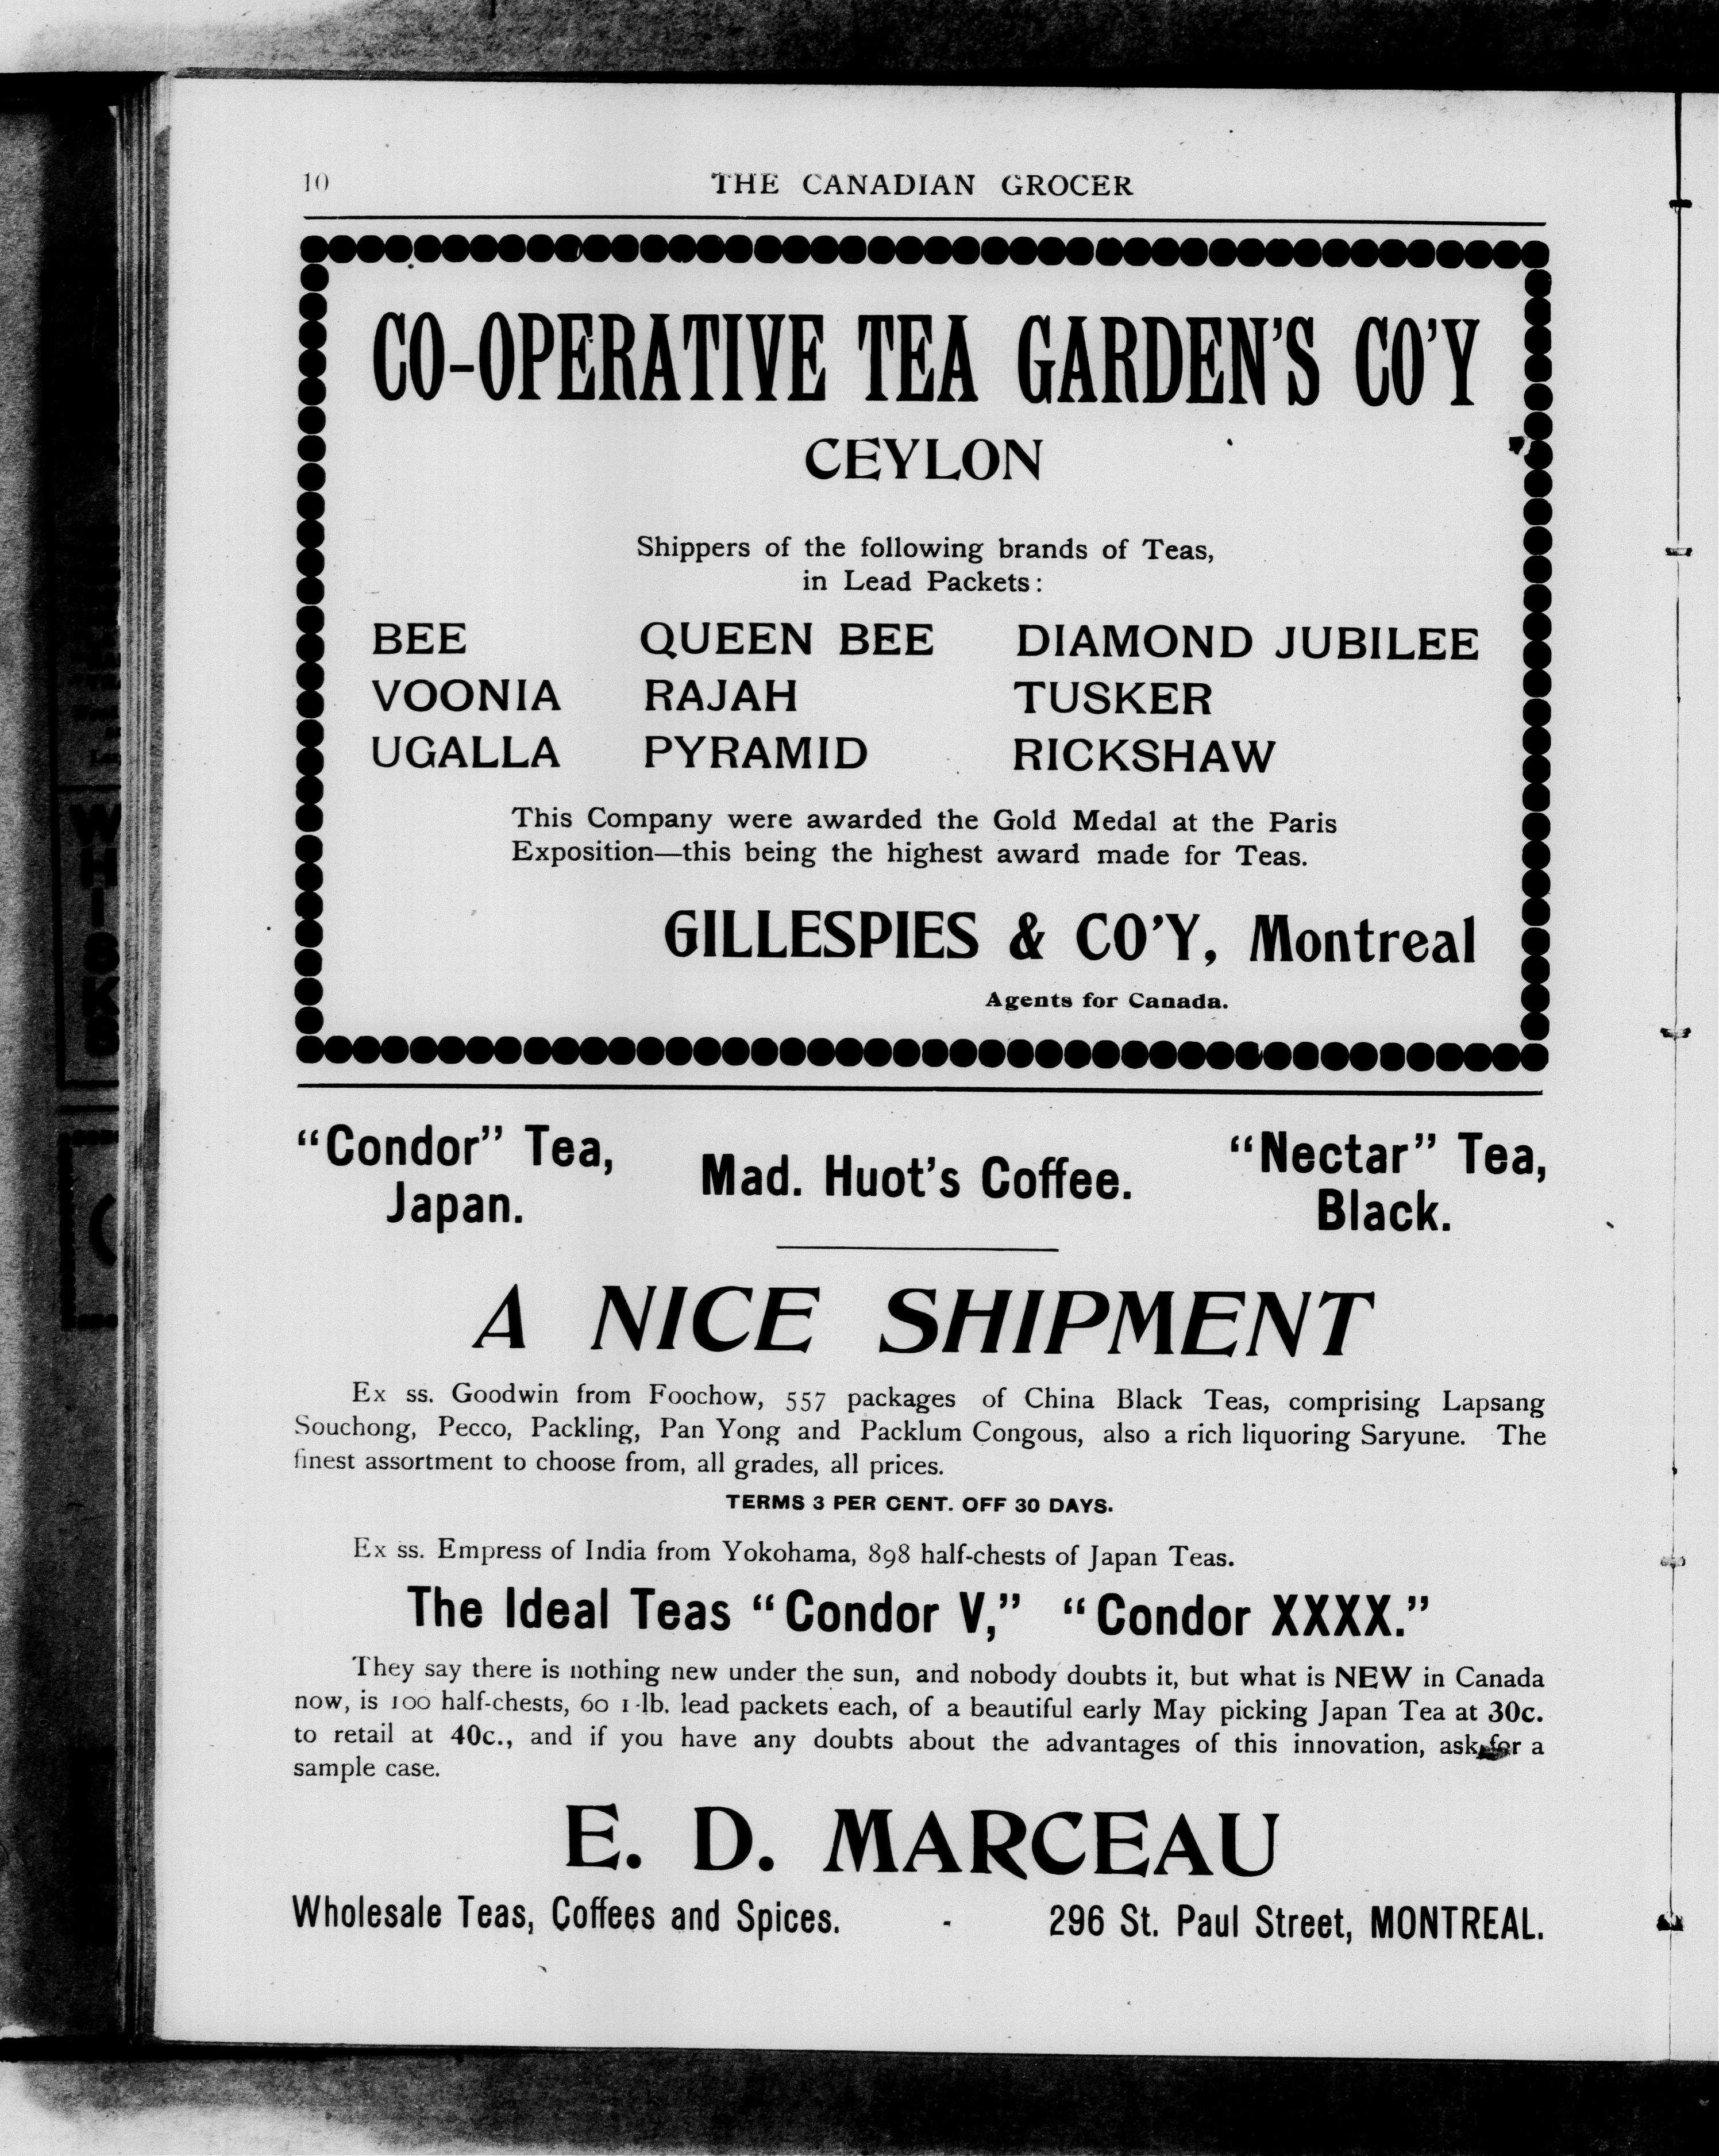 10
THE CANADIAN GROCER
CO-OPERATIVE TEA GARDEN'S CO'Y
CEYLON
Shippers of the following brands of Teas,
in Lead Packets:
BEE QUEEN BEE DIAMOND JUBILEE
VOONIA RAJAH TUSKER
UGALLA PYRAMID RICKSHAW
This Company were awarded the Gold Medal at the Paris
Exposition—this being the highest award made for Teas.
GILLESPIES & CO'Y, Montreal
Agents for Canada.
"Condor" Tea,
Japan.
Mad. Huot's Coffee.
"Nectar" Tea,
Black.
A NICE SHIPMENT
Ex ss. Goodwin from Foochow, 557 packages of China Black Teas, comprising Lapsang
Souchong, Pecco, Packling, Pan Yong and Packlum Congous, also a rich liquoring Saryune. The
finest assortment to choose from, all grades, all prices.
TERMS 3 PER CENT. OFF 30 DAYS.
Ex ss. Empress of India from Yokohama, 898 half-chests of Japan Teas.
The Ideal Teas "Condor V," "Condor XXXX."
They say there is nothing new under the sun, and nobody doubts it, but what is NEW in Canada
now, is 100 half-chests, 60 1-lb. lead packets each, of a beautiful early May picking Japan Tea at 30c.
to retail at 40c., and if you have any doubts about the advantages of this innovation, ask for a
sample case.
E. D. MARCEAU
Wholesale Teas, Coffees and Spices. - 296 St. Paul Street, MONTREAL.